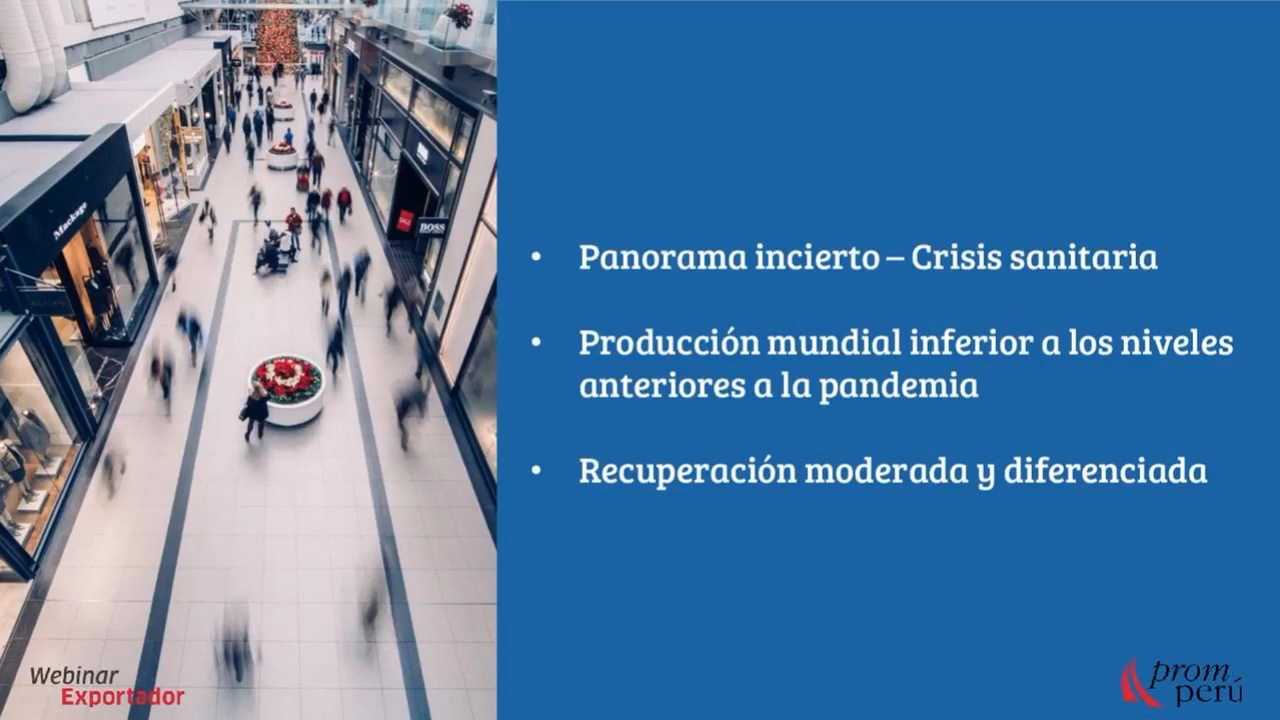 Mackage
SALE
BOSS
• Panorama incierto – Crisis sanitaria
• Producción mundial inferior a los niveles
anteriores a la pandemia
• Recuperación moderada y diferenciada
Webinar
Exportador
prom
perú